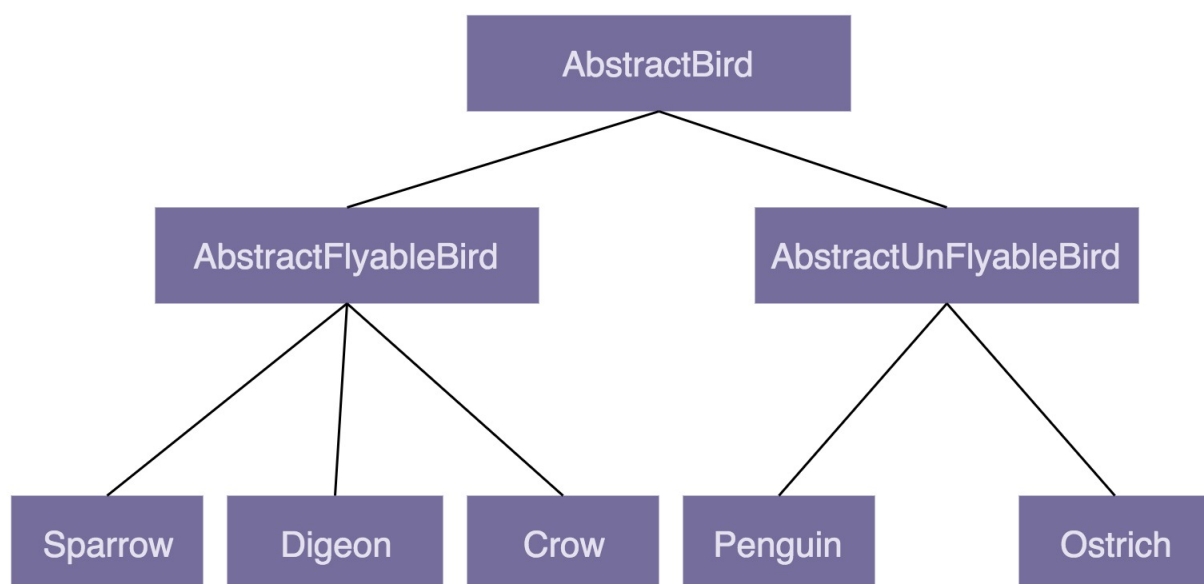 AbstractBird
AbstractFlyableBird
AbstractUnFlyableBird
Sparrow
Digeon
Crow
Penguin
Ostrich